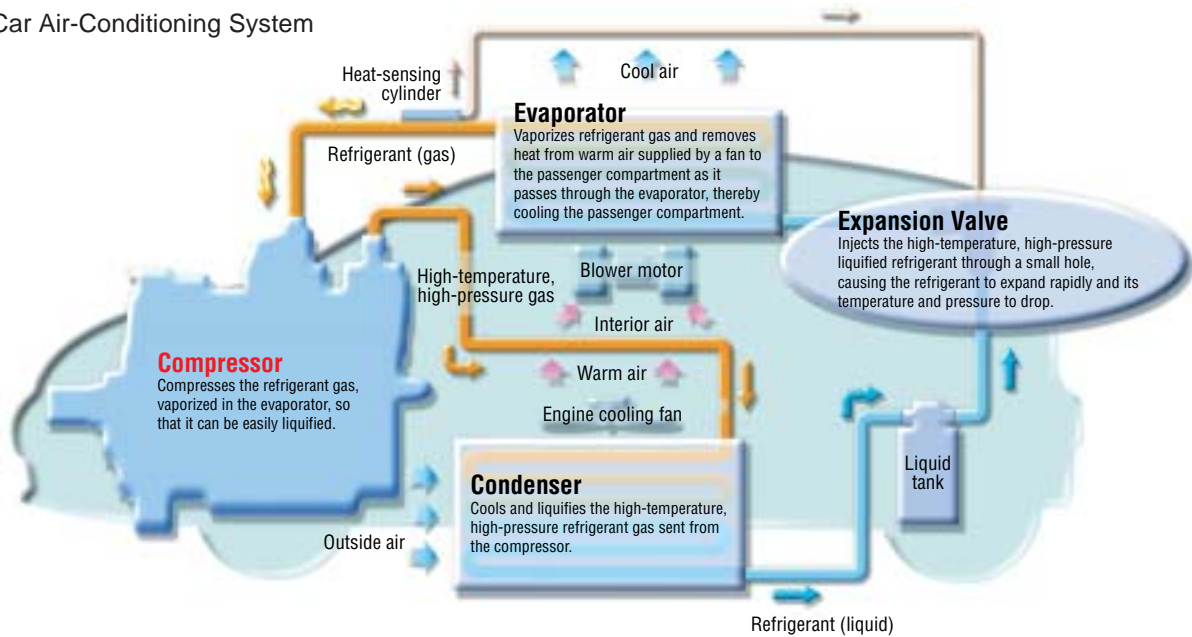 Car Air-Conditioning System
Heat-sensing
cylinder
Cool air
Refrigerant (gas)
Evaporator
Vaporizes refrigerant gas and removes
heat from warm air supplied by a fan to
the passenger compartment as it
passes through the evaporator, thereby
cooling the passenger compartment.
Expansion Valve
Injects the high-temperature, high-pressure
liquified refrigerant through a small hole,
causing the refrigerant to expand rapidly and its
temperature and pressure to drop.
High-temperature,
high-pressure gas
Blower motor
Interior air
Compressor
Compresses the refrigerant gas,
vaporized in the evaporator, so
that it can be easily liquified.
Warm air
Engine cooling fan
Condenser
Cools and liquifies the high-temperature,
high-pressure refrigerant gas sent from
the compressor.
Outside air
Liquid
tank
Refrigerant (liquid)